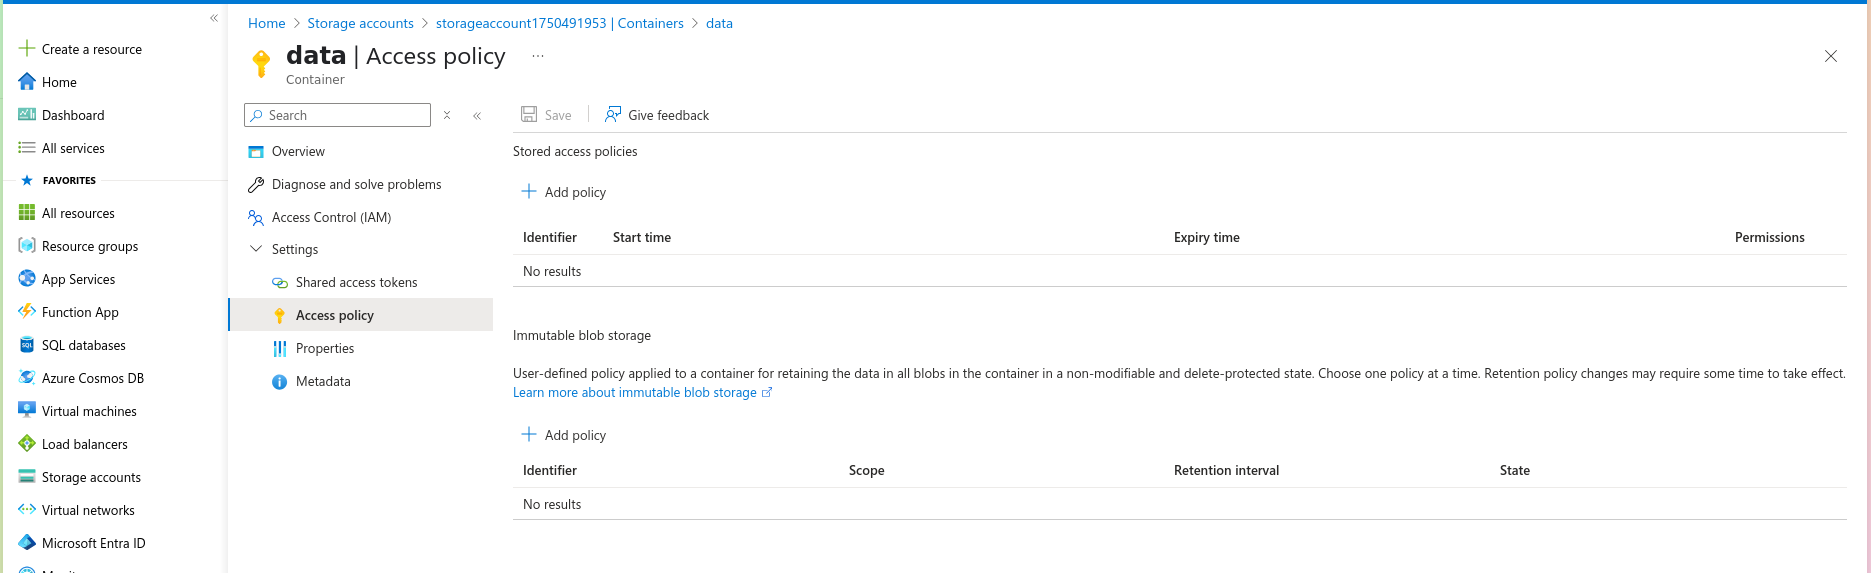 Create a resource
Home
Dashboard
All services
FAVORITES
All resources
Resource groups
App Services
Function App
SQL databases
Azure Cosmos DB
Virtual machines
Load balancers
Storage accounts
Virtual networks
Microsoft Entra ID
Home > Storage accounts > storageaccount1750491953 | Containers > data
data | Access policy ...
Container
Search
Overview
Diagnose and solve problems
Access Control (IAM)
Settings
Shared access tokens
Access policy
Properties
Metadata
Save Give feedback
Stored access policies
Add policy
Identifier Start time Expiry time Permissions
No results
Immutable blob storage
User-defined policy applied to a container for retaining the data in all blobs in the container in a non-modifiable and delete-protected state. Choose one policy at a time. Retention policy changes may require some time to take effect.
Learn more about immutable blob storage
Add policy
Identifier Scope Retention interval State
No results